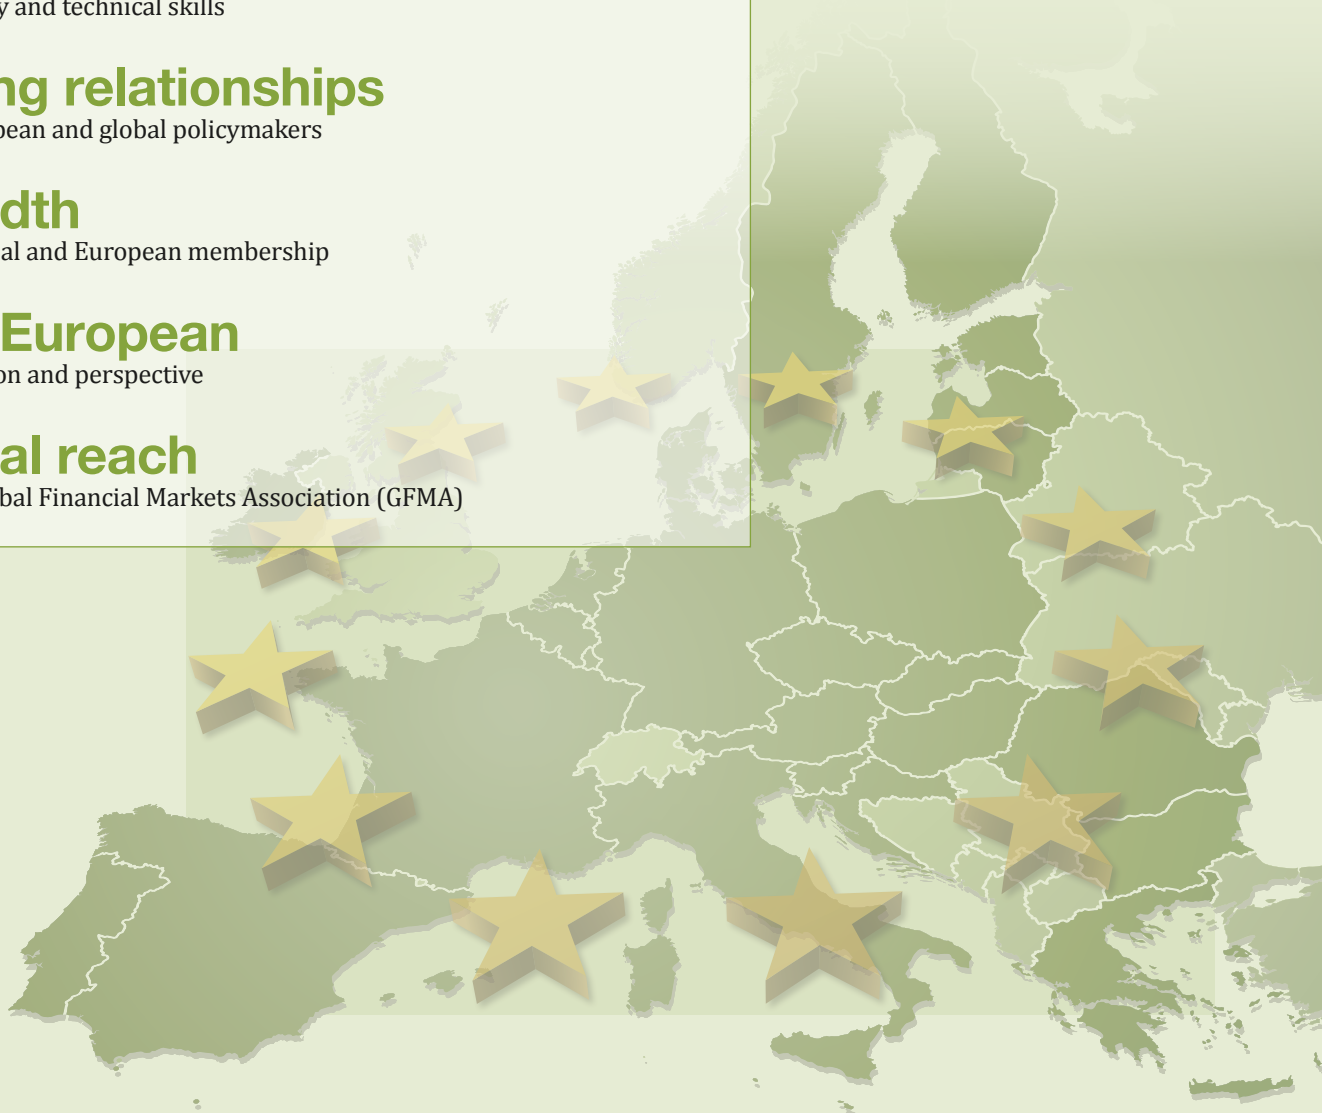 y and technical skills
ng relationships
pean and global policymakers
dth
al and European membership
European
on and perspective
al reach
bal Financial Markets Association (GFMA)